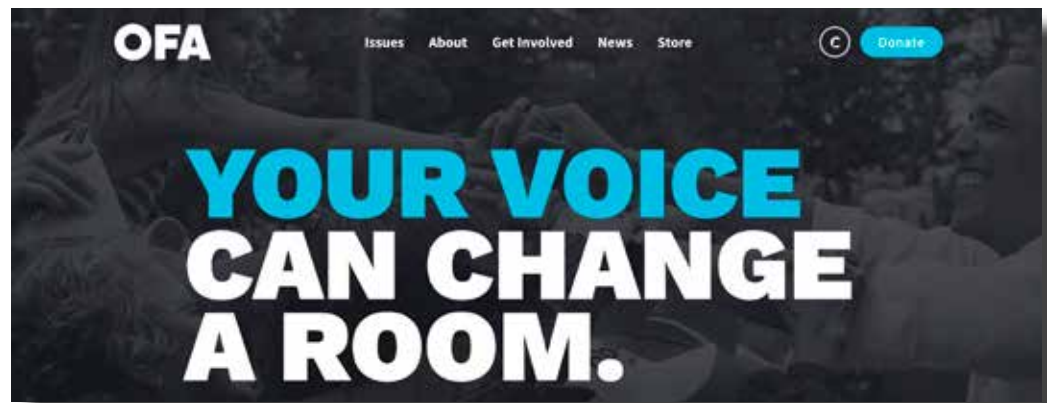 OFA
Issues About Get Involved News Store
C Donate
YOUR VOICE
CAN CHANGE
A ROOM.